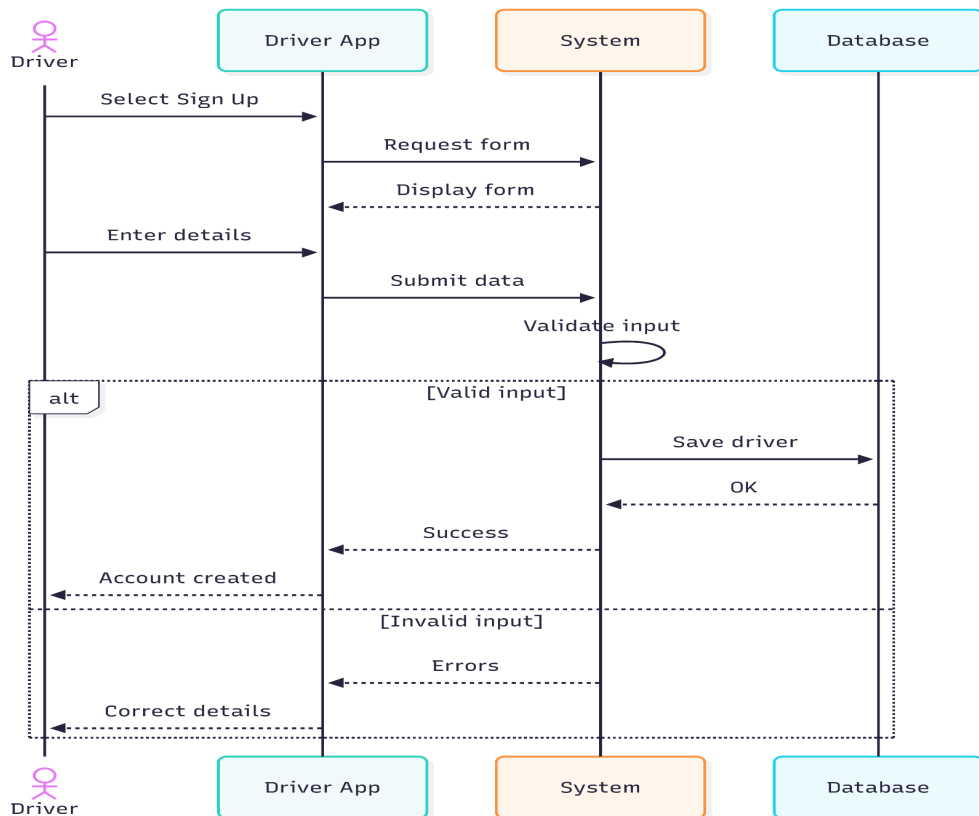 Driver
Driver App
System
Database
Select Sign Up
Request form
Display form
Enter details
Submit data
Validate input
alt
[Valid input]
Save driver
OK
Success
Account created
[Invalid input]
Errors
Correct details
Driver
Driver App
System
Database